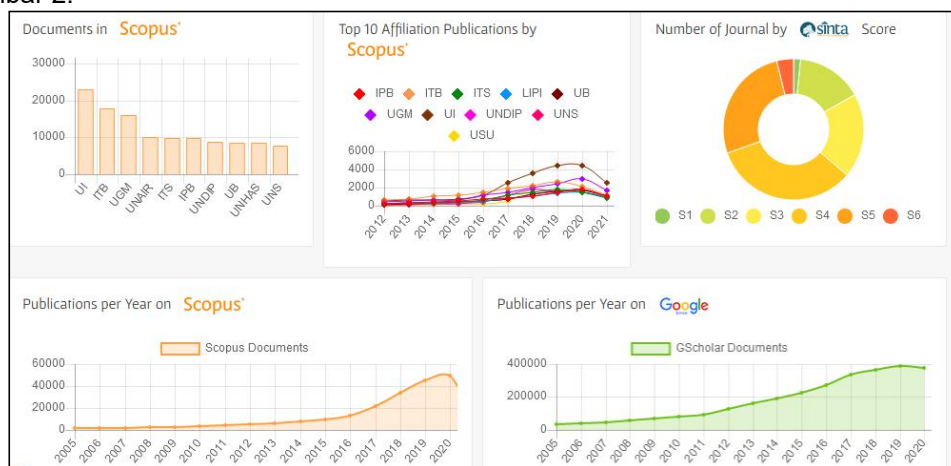 Documents in Scopus
30000
20000
10000
0
UI ITB UGM UNAIR ITS IPB UNDIP UB UNHAS UNS
Top 10 Affiliation Publications by
Scopus
IPB ITB ITS LIPI UB
UGM UI UNDIP UNS
USU
6000
4000
2000
0
2012 2013 2014 2015 2016 2017 2018 2019 2020 2021
Number of Journal by sinta Score
S1 S2 S3 S4 S5 S6
Publications per Year on Scopus
Scopus Documents
60000
40000
20000
0
2005 2006 2007 2008 2009 2010 2011 2012 2013 2014 2015 2016 2017 2018 2019 2020
Publications per Year on Google
GScholar Documents
400000
200000
0
2005 2006 2007 2008 2009 2010 2011 2012 2013 2014 2015 2016 2017 2018 2019 2020